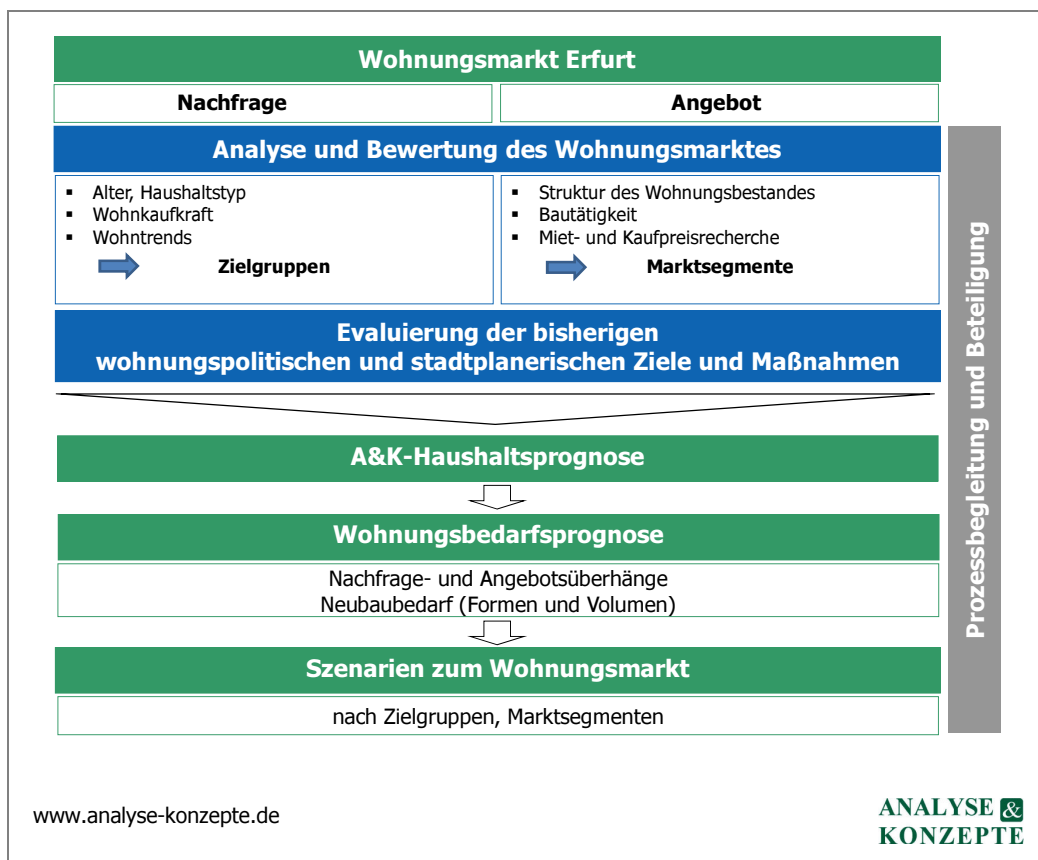 Wohnungsmarkt Erfurt
Nachfrage
Angebot
Analyse und Bewertung des Wohnungsmarktes
▪ Alter, Haushaltstyp
▪ Wohnkaufkraft
▪ Wohntrends
Zielgruppen
▪ Struktur des Wohnungsbestandes
▪ Bautätigkeit
▪ Miet- und Kaufpreisrecherche
Marktsegmente
Evaluierung der bisherigen
wohnungspolitischen und stadtplanerischen Ziele und Maßnahmen
A&K-Haushaltsprognose
Wohnungsbedarfsprognose
Nachfrage- und Angebotsüberhänge
Neubaubedarf (Formen und Volumen)
Szenarien zum Wohnungsmarkt
nach Zielgruppen, Marktsegmenten
Prozessbegleitung und Beteiligung
www.analyse-konzepte.de
ANALYSE &
KONZEPTE